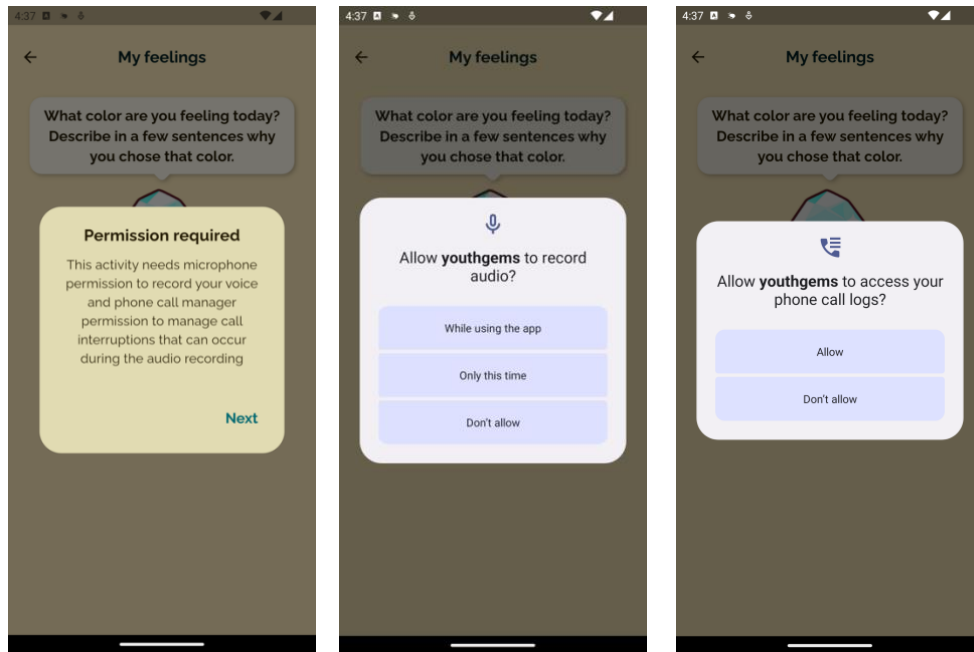 4:37
My feelings
What color are you feeling today?
Describe in a few sentences why
you chose that color.
Permission required
This activity needs microphone
permission to record your voice
and phone call manager
permission to manage call
interruptions that can occur
during the audio recording
Next
4:37
My feelings
What color are you feeling today?
Describe in a few sentences why
you chose that color.
Allow youthgems to record
audio?
While using the app
Only this time
Don't allow
4:37
My feelings
What color are you feeling today?
Describe in a few sentences why
you chose that color.
Allow youthgems to access your
phone call logs?
Allow
Don't allow